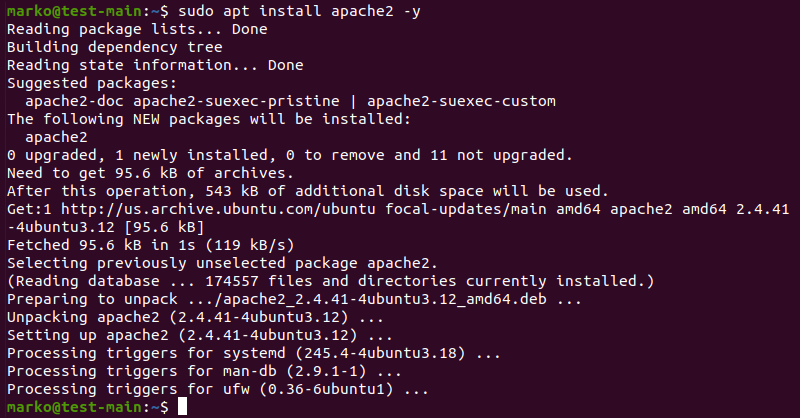 marko@test-main:~$ sudo apt install apache2 -y
Reading package lists... Done
Building dependency tree
Reading state information... Done
Suggested packages:
  apache2-doc apache2-suexec-pristine | apache2-suexec-custom
The following NEW packages will be installed:
  apache2
0 upgraded, 1 newly installed, 0 to remove and 11 not upgraded.
Need to get 95.6 kB of archives.
After this operation, 543 kB of additional disk space will be used.
Get:1 http://us.archive.ubuntu.com/ubuntu focal-updates/main amd64 apache2 amd64 2.4.41
-4ubuntu3.12 [95.6 kB]
Fetched 95.6 kB in 1s (119 kB/s)
Selecting previously unselected package apache2.
(Reading database ... 174557 files and directories currently installed.)
Preparing to unpack .../apache2_2.4.41-4ubuntu3.12_amd64.deb ...
Unpacking apache2 (2.4.41-4ubuntu3.12) ...
Setting up apache2 (2.4.41-4ubuntu3.12) ...
Processing triggers for systemd (245.4-4ubuntu3.18) ...
Processing triggers for man-db (2.9.1-1) ...
Processing triggers for ufw (0.36-6ubuntu1) ...
marko@test-main:~$